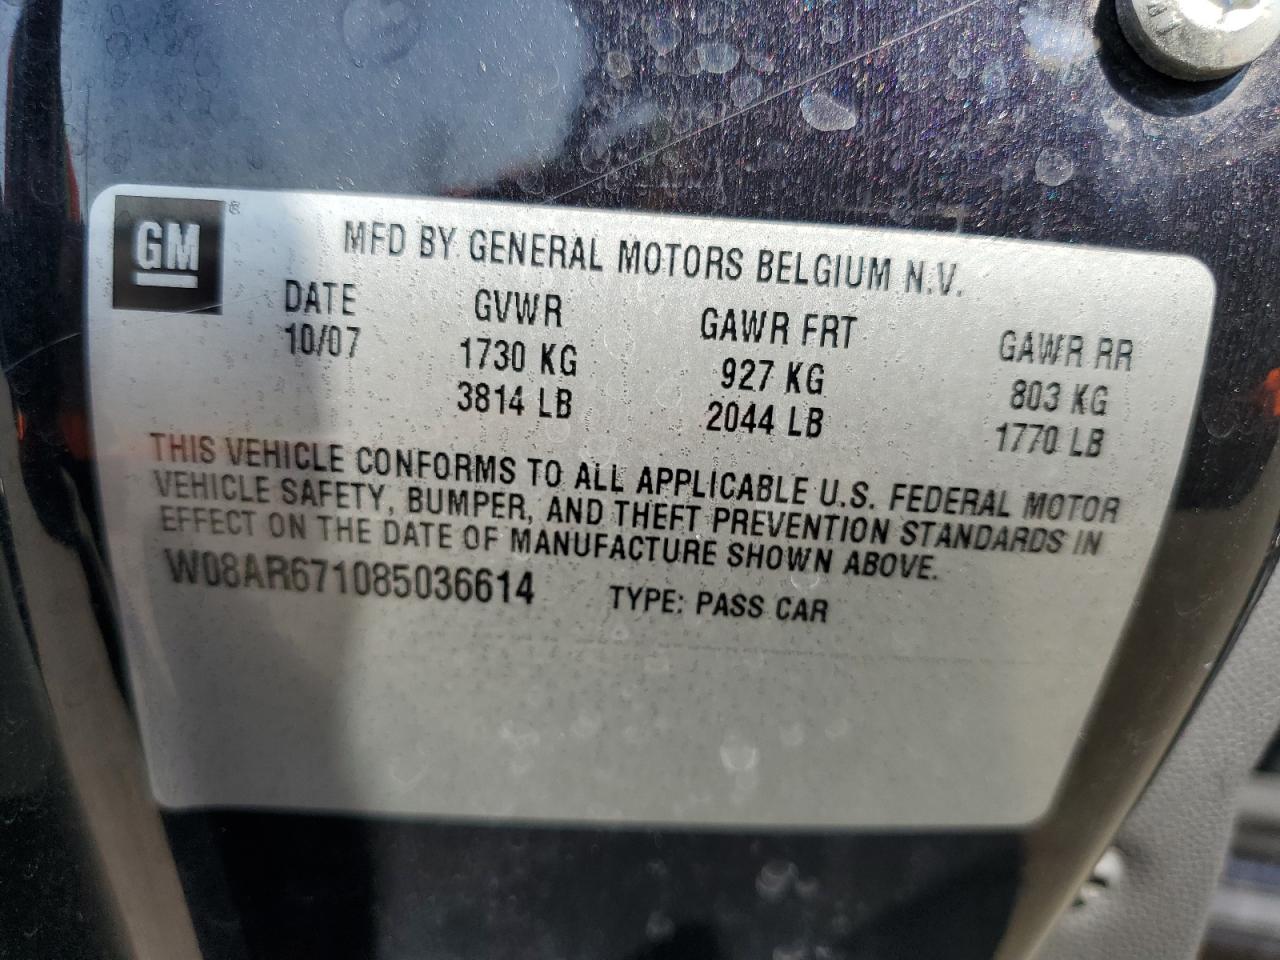 GM ®
MFD BY GENERAL MOTORS BELGIUM N.V.
DATE GVWR GAWR FRT GAWR RR
10/07 1730 KG 927 KG 803 KG
3814 LB 2044 LB 1770 LB
THIS VEHICLE CONFORMS TO ALL APPLICABLE U.S. FEDERAL MOTOR
VEHICLE SAFETY, BUMPER, AND THEFT PREVENTION STANDARDS IN
EFFECT ON THE DATE OF MANUFACTURE SHOWN ABOVE.
W08AR671085036614 TYPE: PASS CAR